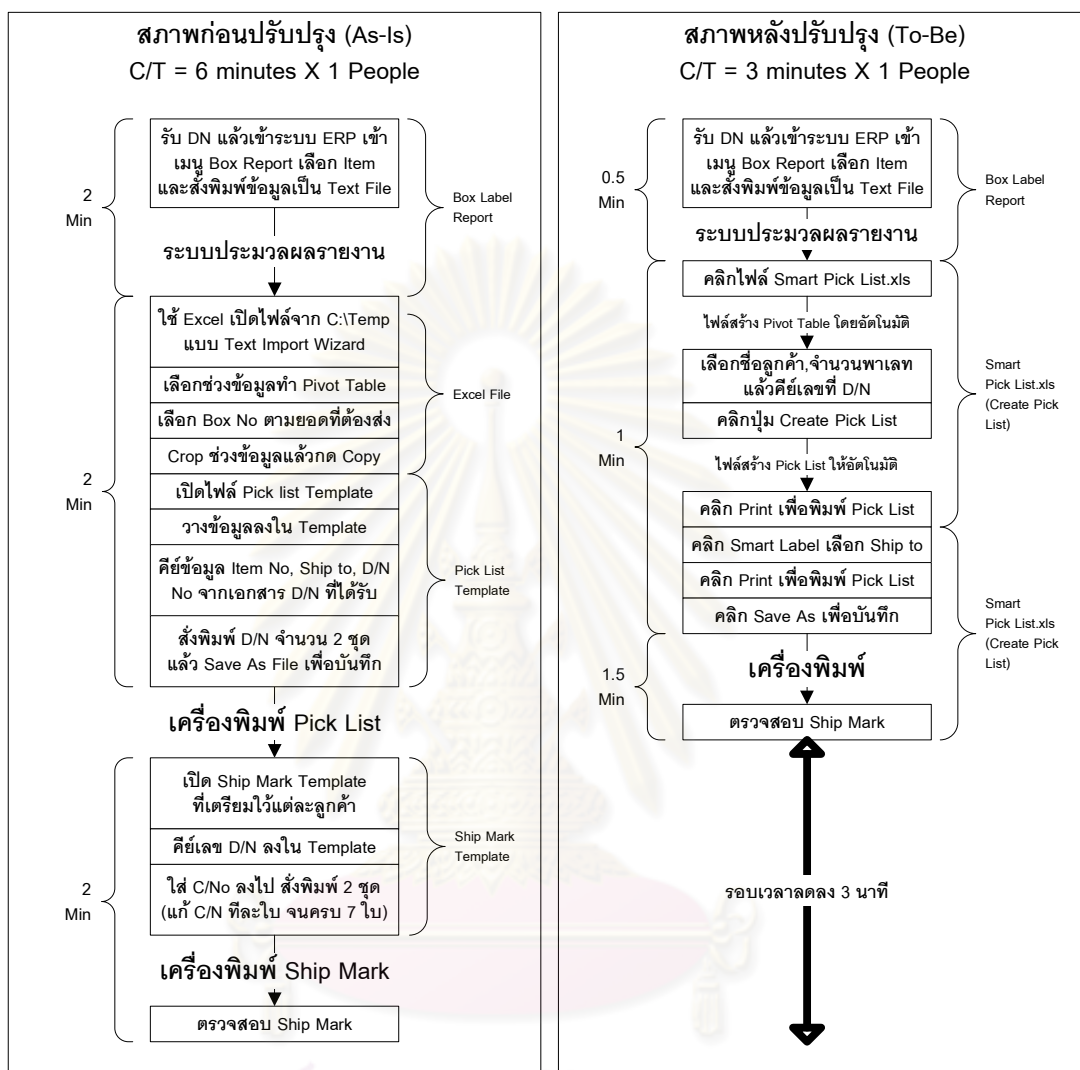 สภาพก่อนปรับปรุง (As-Is)
C/T = 6 minutes X 1 People
2
Min
รับ DN แล้วเข้าระบบ ERP เข้า
เมนู Box Report เลือก Item
และสั่งพิมพ์ข้อมูลเป็น Text File
Box Label
Report
ระบบประมวลผลรายงาน
2
Min
ใช้ Excel เปิดไฟล์จาก C:\Temp
แบบ Text Import Wizard
เลือกช่วงข้อมูลทำ Pivot Table
เลือก Box No ตามยอดที่ต้องส่ง
Crop ช่วงข้อมูลแล้วกด Copy
Excel File
เปิดไฟล์ Pick list Template
วางข้อมูลลงใน Template
คีย์ข้อมูล Item No, Ship to, D/N
No จากเอกสาร D/N ที่ได้รับ
สั่งพิมพ์ D/N จำนวน 2 ชุด
แล้ว Save As File เพื่อบันทึก
Pick List
Template
เครื่องพิมพ์ Pick List
2
Min
เปิด Ship Mark Template
ที่เตรียมใว้แต่ละลูกค้า
คีย์เลข D/N ลงใน Template
ใส่ C/No ลงไป สั่งพิมพ์ 2 ชุด
(แก้ C/N ทีละใบ จนครบ 7 ใบ)
Ship Mark
Template
เครื่องพิมพ์ Ship Mark
ตรวจสอบ Ship Mark
สภาพหลังปรับปรุง (To-Be)
C/T = 3 minutes X 1 People
0.5
Min
รับ DN แล้วเข้าระบบ ERP เข้า
เมนู Box Report เลือก Item
และสั่งพิมพ์ข้อมูลเป็น Text File
Box Label
Report
ระบบประมวลผลรายงาน
1
Min
คลิกไฟล์ Smart Pick List.xls
ไฟล์สร้าง Pivot Table โดยอัตโนมัติ
เลือกชื่อลูกค้า,จำนวนพาเลท
แล้วคีย์เลขที่ D/N
คลิกปุ่ม Create Pick List
ไฟล์สร้าง Pick List ให้อัตโนมัติ
คลิก Print เพื่อพิมพ์ Pick List
Smart
Pick List.xls
(Create Pick
List)
คลิก Smart Label เลือก Ship to
คลิก Print เพื่อพิมพ์ Pick List
คลิก Save As เพื่อบันทึก
Smart
Pick List.xls
(Create Pick
List)
1.5
Min
เครื่องพิมพ์
ตรวจสอบ Ship Mark
รอบเวลาลดลง 3 นาที